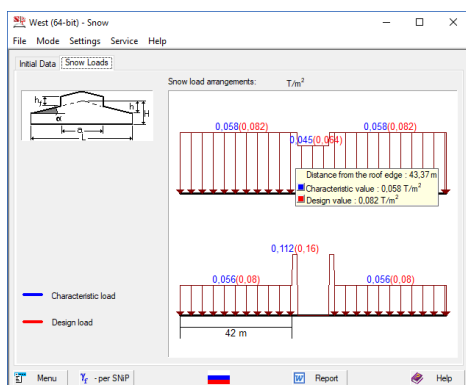 West (64-bit) - Snow
File Mode Settings Service Help
Initial Data Snow Loads
Snow load arrangements: T/m²
h_f h H
α
a
L
0,058(0,082) 0,058(0,082)
0,045(0,064)
Distance from the roof edge : 43,37 m
Characteristic value : 0,058 T/m²
Design value : 0,082 T/m²
0,112(0,16)
0,056(0,08) 0,056(0,08)
Characteristic load
Design load
42 m
Menu γf - per SNiP Report Help